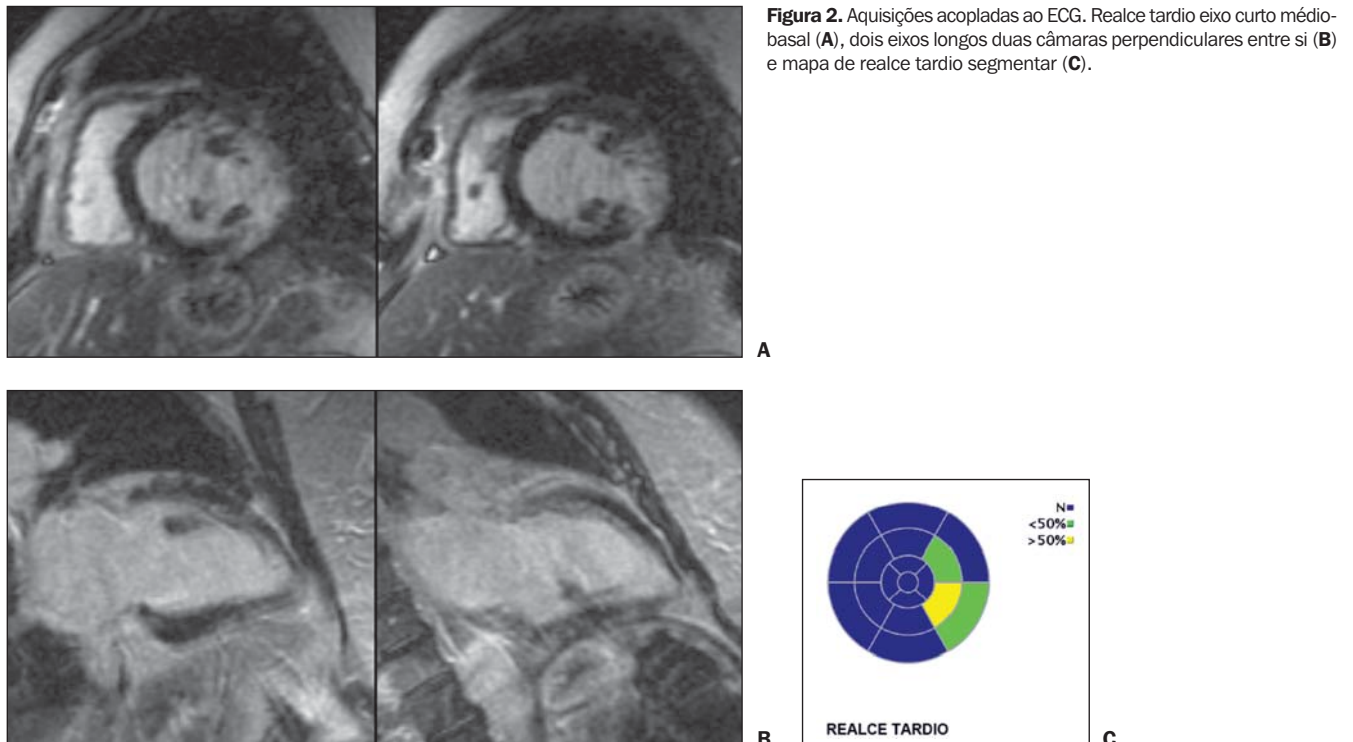 Figura 2. Aquisições acopladas ao ECG. Realce tardio eixo curto médio-
basal (A), dois eixos longos duas câmaras perpendiculares entre si (B)
e mapa de realce tardio segmentar (C).
A
N
<50%
>50%
REALCE TARDIO
B
C